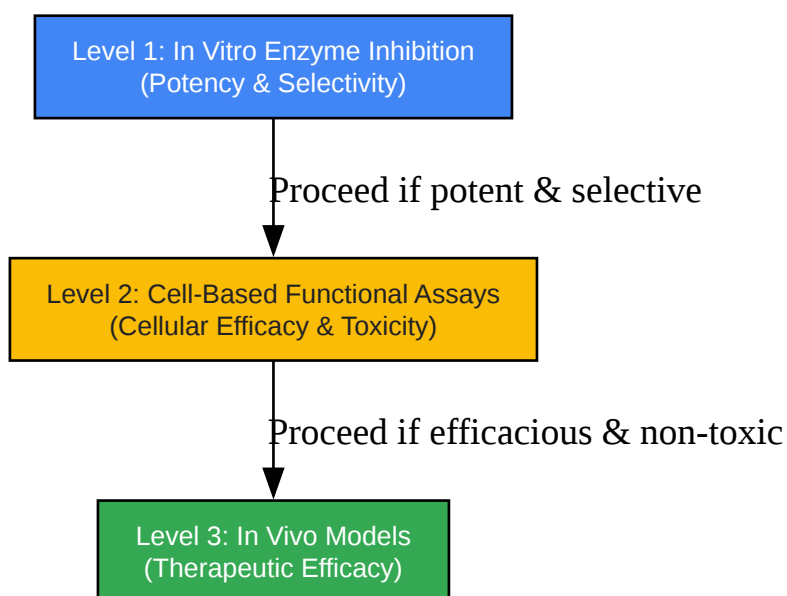 Level 1: In Vitro Enzyme Inhibition
(Potency & Selectivity)
Proceed if potent & selective
Level 2: Cell-Based Functional Assays
(Cellular Efficacy & Toxicity)
Proceed if efficacious & non-toxic
Level 3: In Vivo Models
(Therapeutic Efficacy)